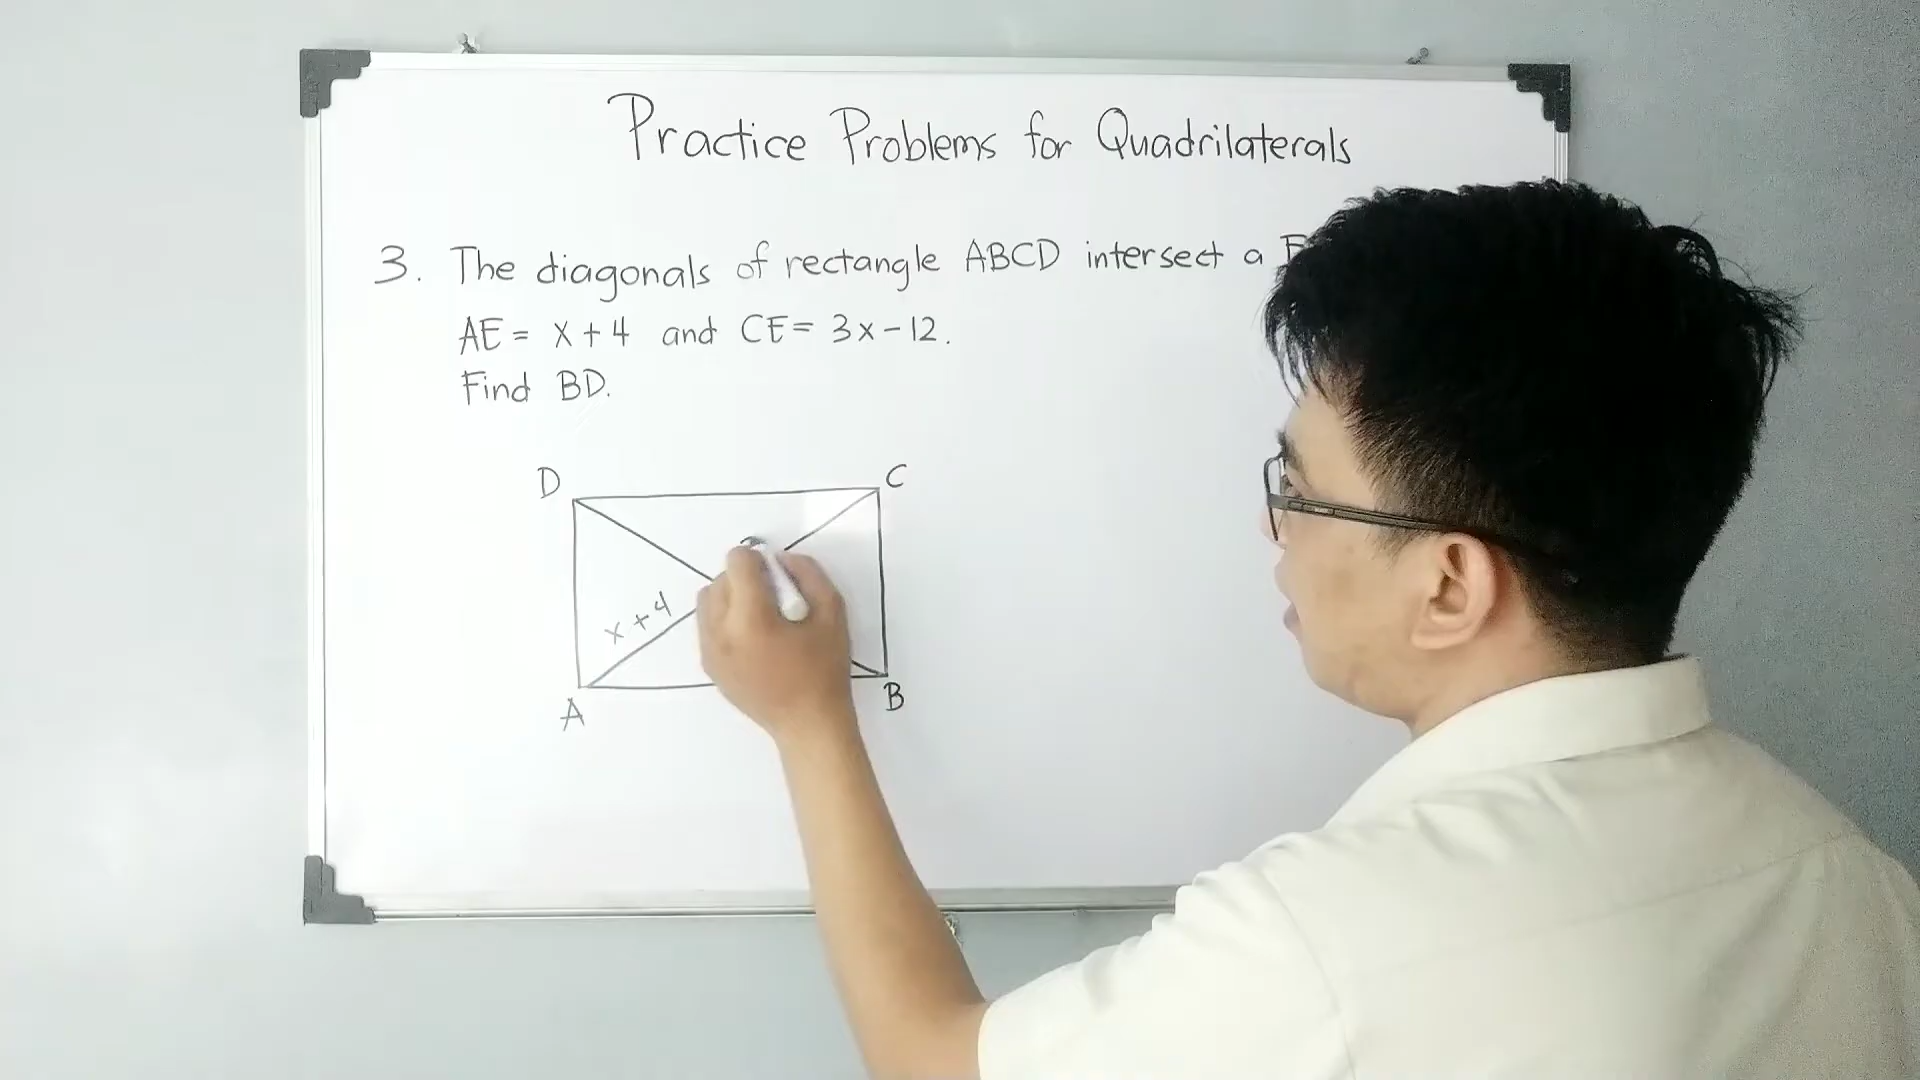 Practice Problems for Quadrilaterals
3. The diagonals of rectangle ABCD intersect a
AE = x + 4 and CE = 3x - 12.
Find BD.
D
C
x + 4
A
B